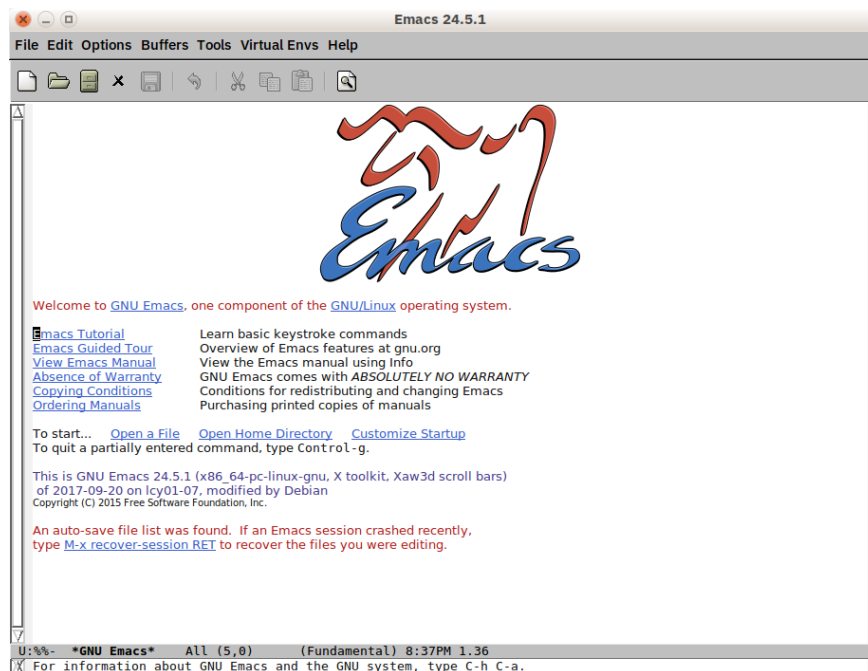 Emacs 24.5.1
File Edit Options Buffers Tools Virtual Envs Help
Emacs
Welcome to GNU Emacs, one component of the GNU/Linux operating system.
Emacs Tutorial Learn basic keystroke commands
Emacs Guided Tour Overview of Emacs features at gnu.org
View Emacs Manual View the Emacs manual using Info
Absence of Warranty GNU Emacs comes with ABSOLUTELY NO WARRANTY
Copying Conditions Conditions for redistributing and changing Emacs
Ordering Manuals Purchasing printed copies of manuals
To start... Open a File Open Home Directory Customize Startup
To quit a partially entered command, type Control-g.
This is GNU Emacs 24.5.1 (x86_64-pc-linux-gnu, X toolkit, Xaw3d scroll bars)
of 2017-09-20 on lcy01-07, modified by Debian
Copyright (C) 2015 Free Software Foundation, Inc.
An auto-save file list was found. If an Emacs session crashed recently,
type M-x recover-session RET to recover the files you were editing.
U:%%- *GNU Emacs* All (5,0) (Fundamental) 8:37PM 1.36
For information about GNU Emacs and the GNU system, type C-h C-a.